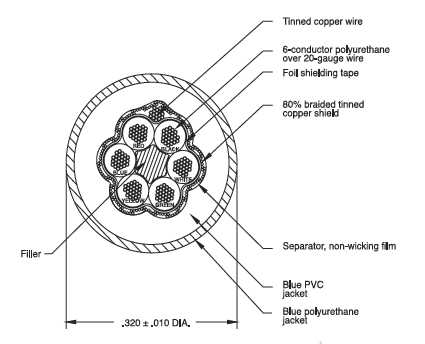 Tinned copper wire
6-conductor polyurethane
over 20-gauge wire
Foil shielding tape
80% braided tinned
copper shield
RED
BLACK
BLUE
WHITE
YELLOW
GREEN
Filler
Separator, non-wicking film
Blue PVC
jacket
Blue polyurethane
jacket
.320 ± .010 DIA.